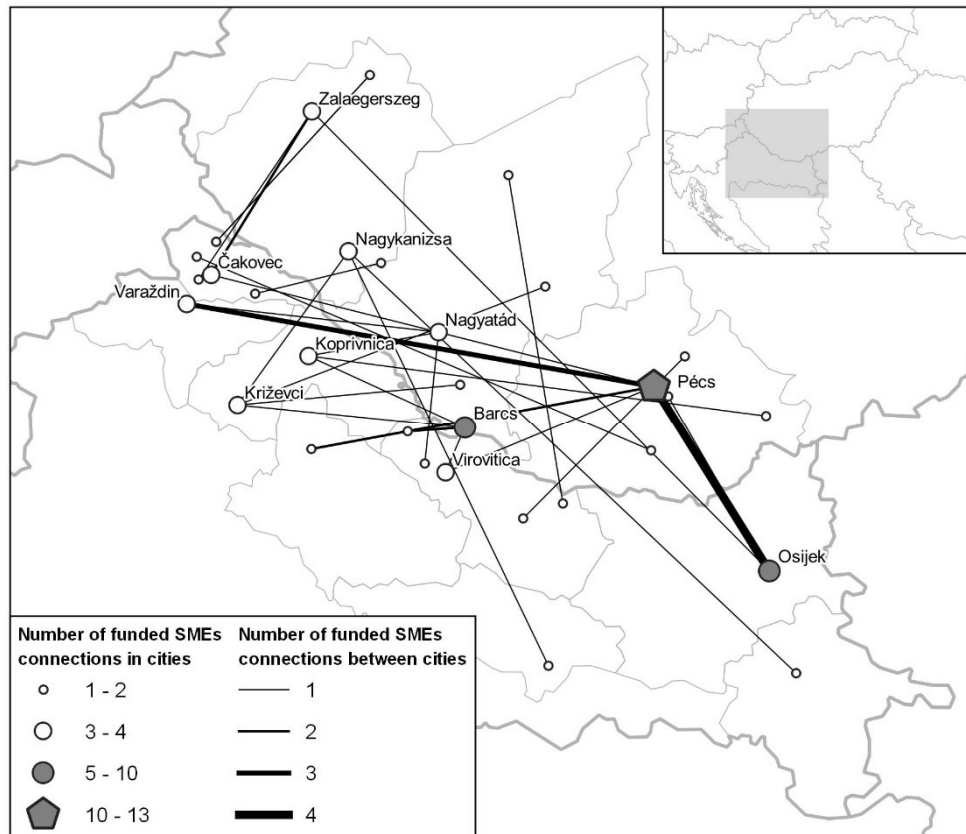 Zalaegerszeg
Nagykanizsa
Čakovec
Varaždin
Nagyatád
Koprivnica
Pécs
Križevci
Barcs
Virovitica
Osijek
Number of funded SMEs
connections in cities
1 - 2
3 - 4
5 - 10
10 - 13
Number of funded SMEs
connections between cities
1
2
3
4